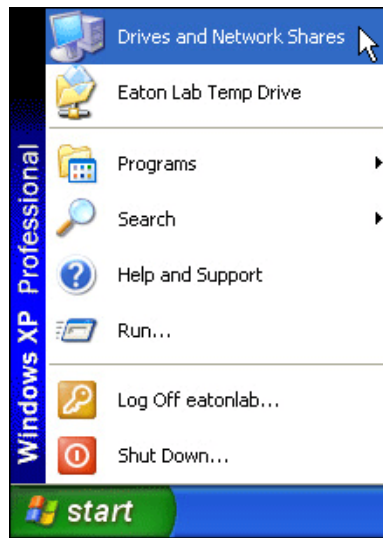 Drives and Network Shares
Eaton Lab Temp Drive
Programs
Search
Help and Support
Run...
Log Off eatonlab...
Shut Down...
Windows XP Professional
start